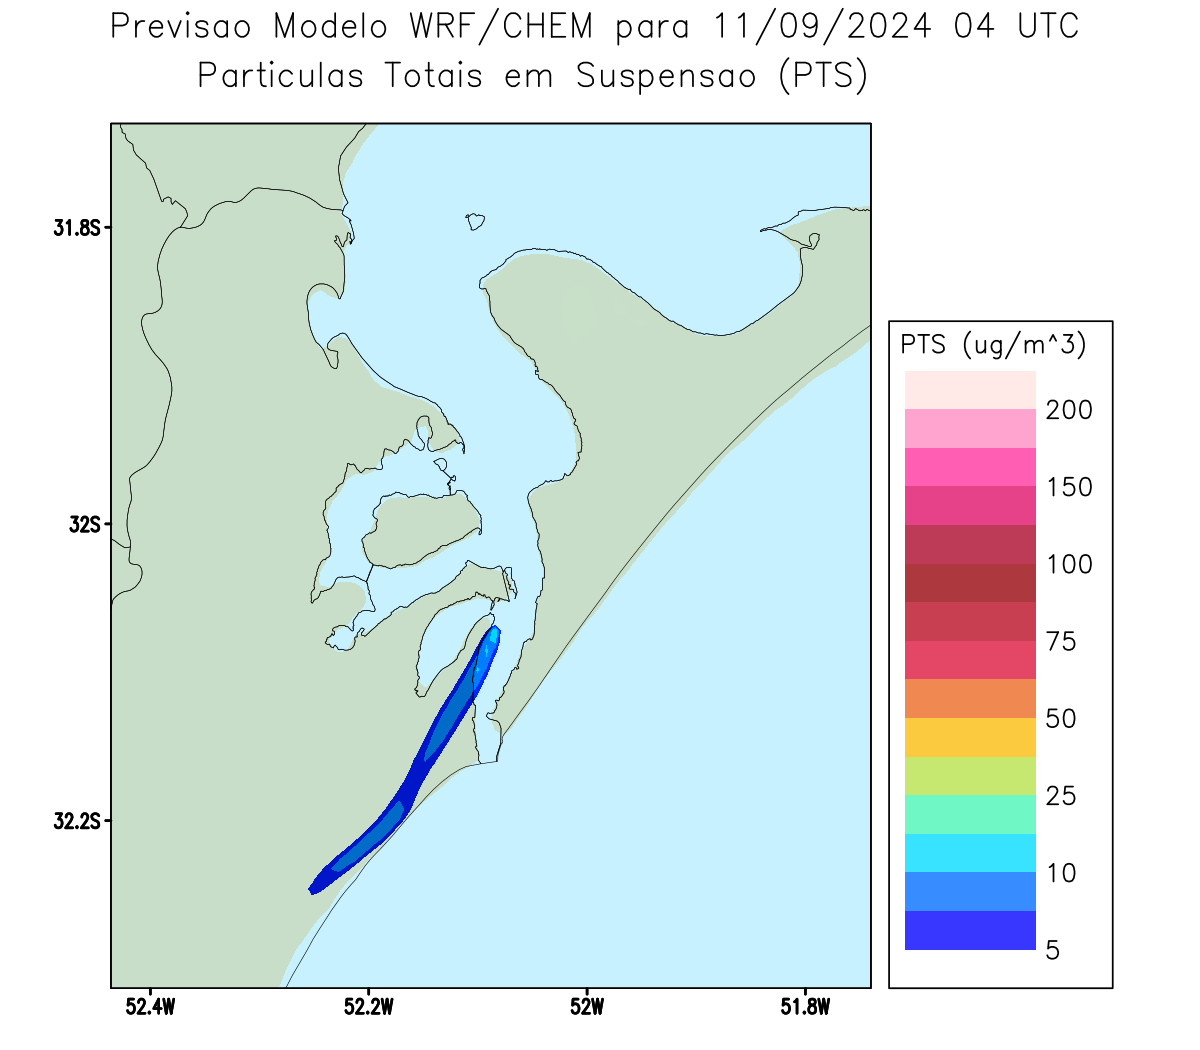 Previsao Modelo WRF/CHEM para 11/09/2024 04 UTC
Particulas Totais em Suspensao (PTS)
31.8S
32S
32.2S
52.4W
52.2W
52W
51.8W
PTS (ug/m^3)
200
150
100
75
50
25
10
5